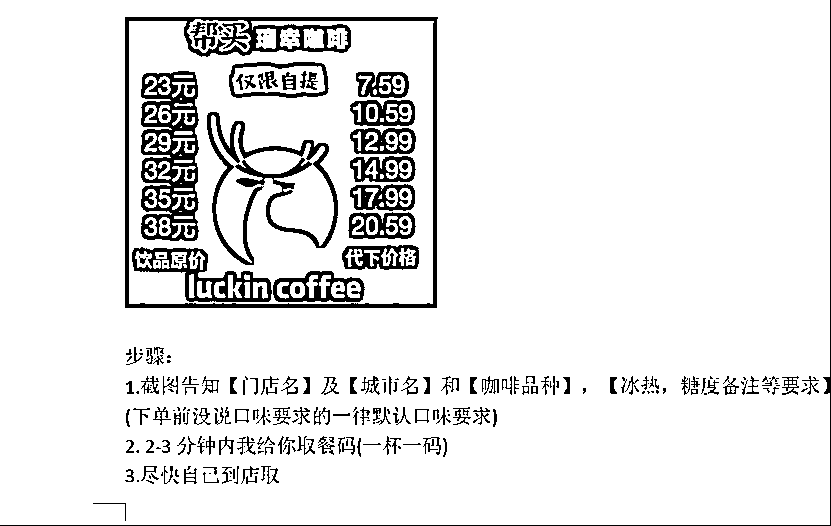 帮买瑞幸咖啡
仅限自提
23元 7.59
26元 10.59
29元 12.99
32元 14.99
35元 17.99
38元 20.59
饮品原价 代下价格
luckin coffee
步骤：
1.截图告知【门店名】及【城市名】和【咖啡品种】，【冰热，糖度备注等要求】
(下单前没说口味要求的一律默认口味要求)
2. 2-3 分钟内我给你取餐码(一杯一码)
3.尽快自己到店取